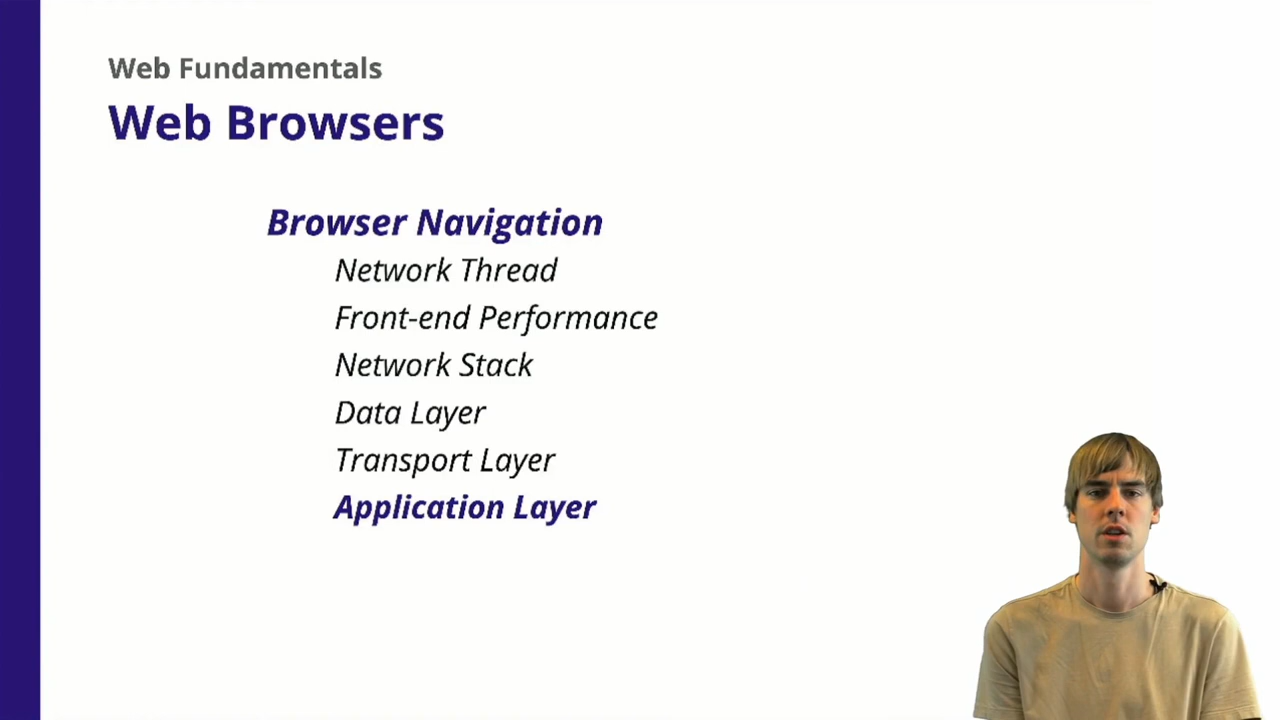 Web Fundamentals
Web Browsers
Browser Navigation
Network Thread
Front-end Performance
Network Stack
Data Layer
Transport Layer
Application Layer